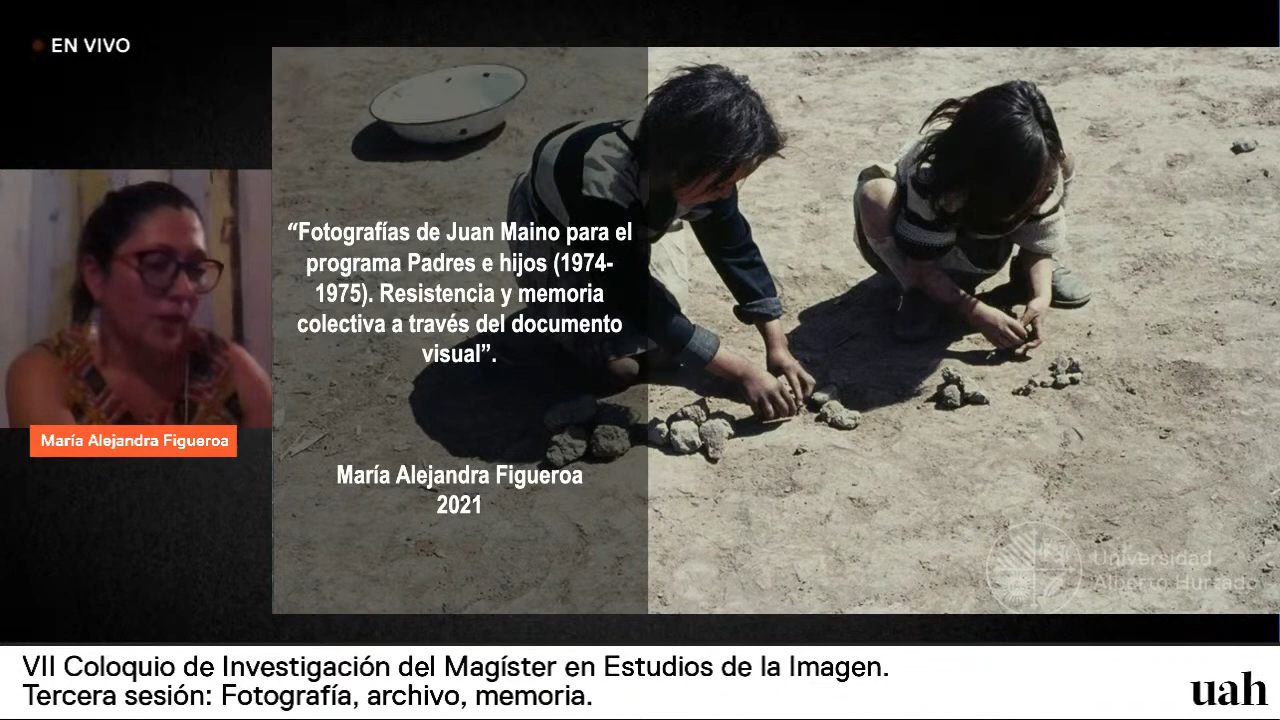 EN VIVO
“Fotografías de Juan Maino para el
programa Padres e hijos (1974-
1975). Resistencia y memoria
colectiva a través del documento
visual”.
María Alejandra Figueroa
2021
María Alejandra Figueroa
Universidad
Alberto Hurtado
VII Coloquio de Investigación del Magíster en Estudios de la Imagen.
Tercera sesión: Fotografía, archivo, memoria.
uah